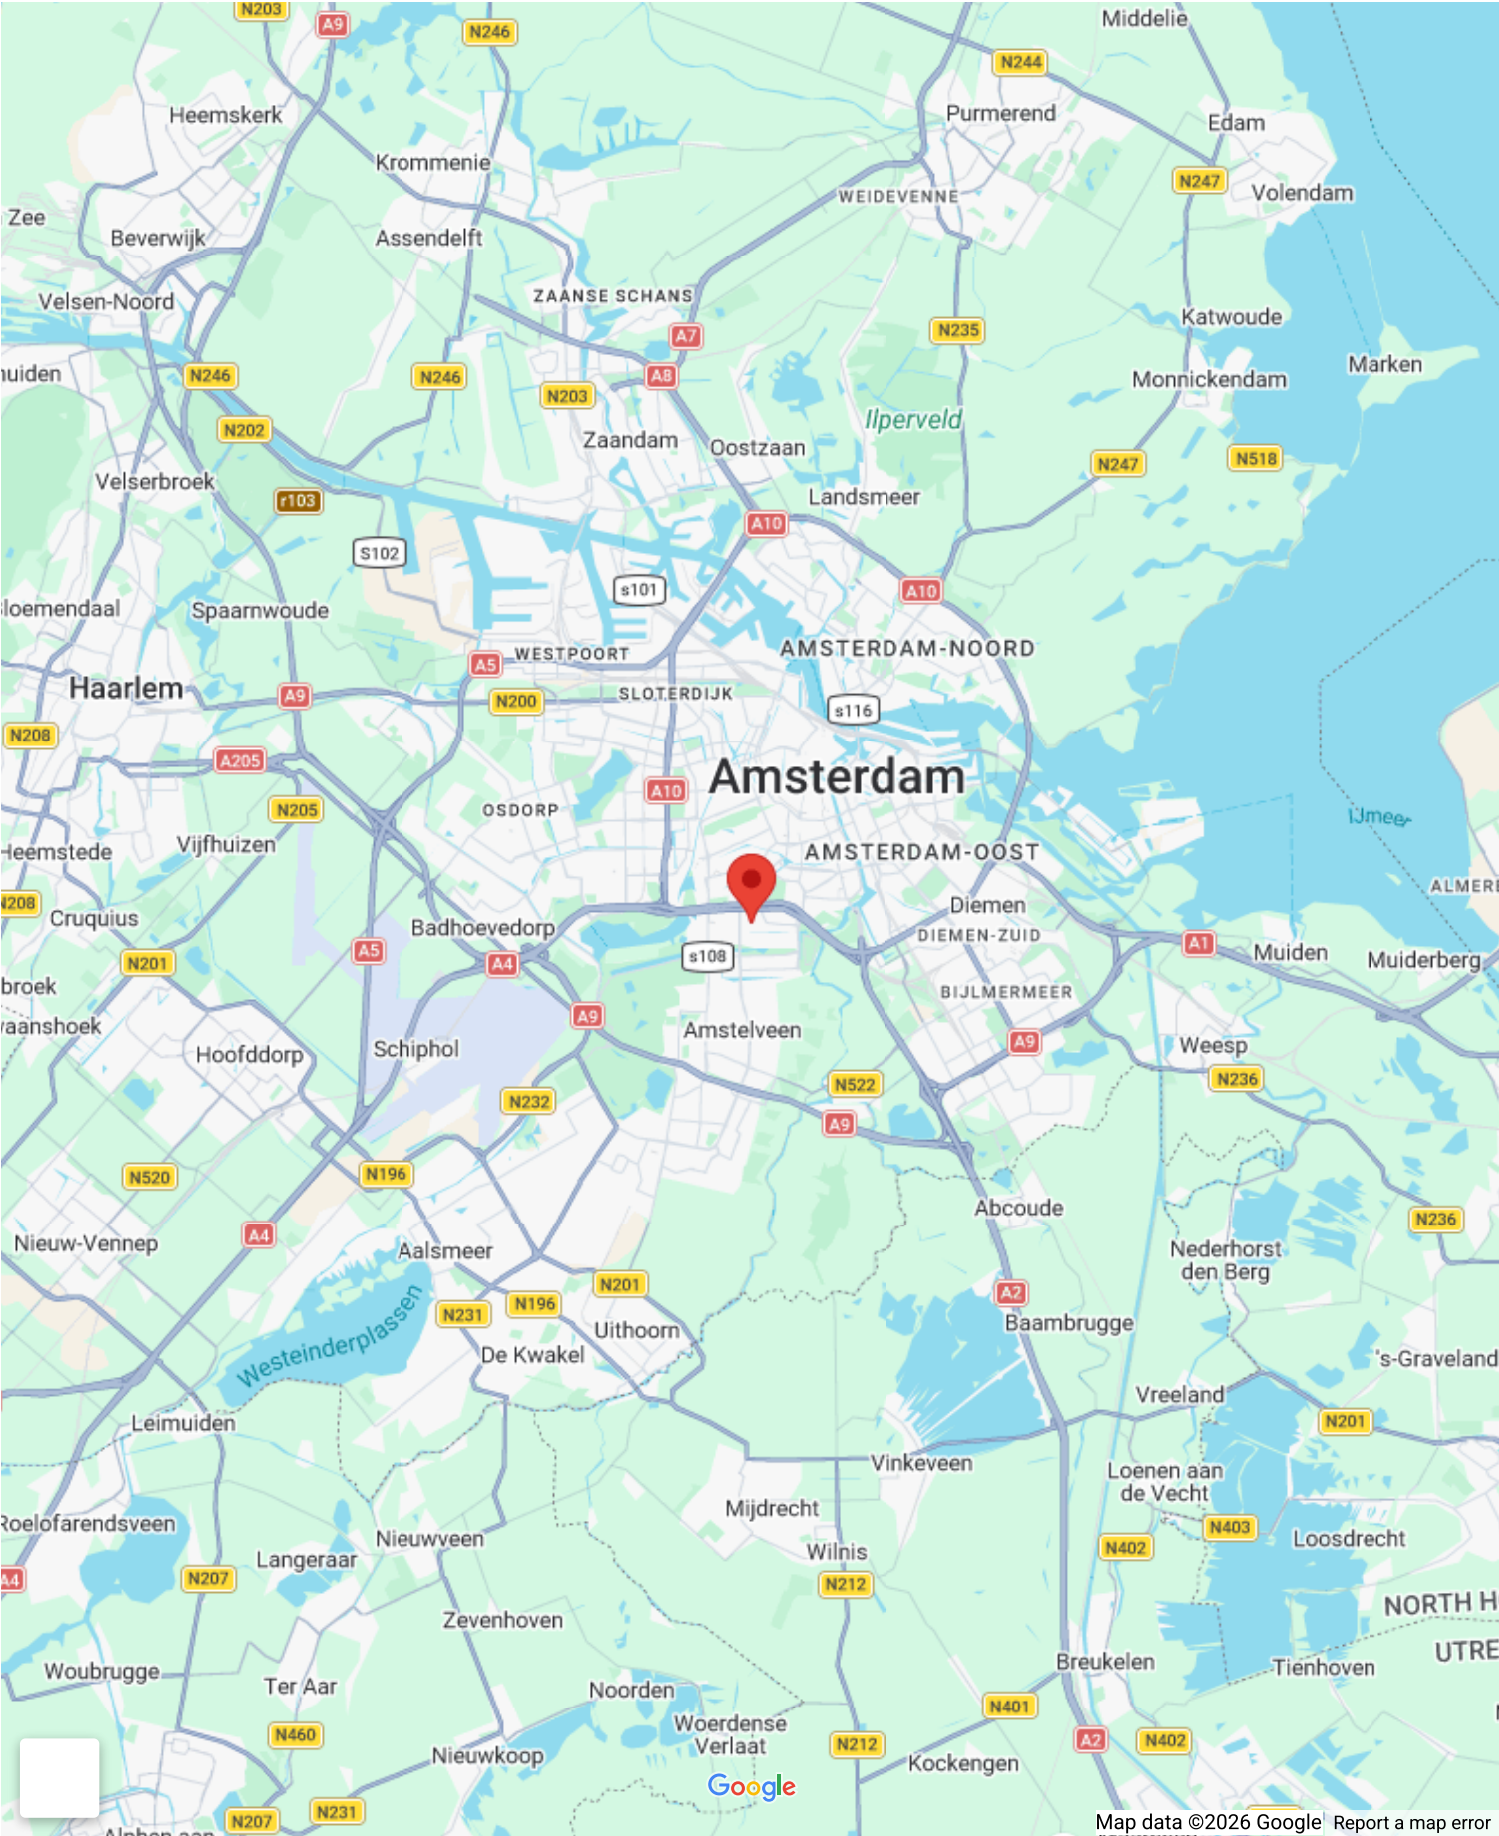 N203
A9
N246
Middelie
N244
Heemskerk
Purmerend
Edam
Krommenie
N247
WEIDEVENNE
Volendam
Zee
Beverwijk
Assendelft
Velsen-Noord
ZAANSE SCHANS
Katwoude
N235
A7
Marken
N246
N246
A8
Monnickendam
N203
Ilperveld
N202
Zaandam
Oostzaan
N247
N518
Velserbroek
r103
Landsmeer
A10
S102
s101
A10
Spaarnwoude
AMSTERDAM-NOORD
WESTPOORT
A5
Haarlem
A9
N200
SLOTERDIJK
s116
N208
A205
Amsterdam
A10
N205
OSDORP
IJmeer
Vijfhuizen
Heemstede
AMSTERDAM-OOST
N208
Cruquius
Diemen
Badhoevedorp
DIEMEN-ZUID
A5
A1
Muiden
s108
Muiderberg
N201
A4
BIJLMERMEER
A9
Amstelveen
A9
Weesp
Hoofddorp
Schiphol
N522
N236
N232
A9
N196
N520
Abcoude
N236
A4
Nieuw-Vennep
Aalsmeer
Nederhorst
den Berg
N201
A2
Westeinderplassen
N231
N196
Uithoorn
Baambrugge
De Kwakel
's-Graveland
Vreeland
Leimuiden
N201
Vinkeveen
Loenen aan
de Vecht
Mijdrecht
Roelofarendsveen
N403
Nieuwveen
Loosdrecht
Langeraar
N402
Wilnis
A4
N207
N212
NORTH H
Zevenhoven
UTRE
Woubrugge
Breukelen
Tienhoven
Ter Aar
Noorden
N401
Woerdense
Verlaat
N460
A2
N402
N212
Nieuwkoop
Kockengen
Google
N231
N207
Map data ©2026 Google
Report a map error